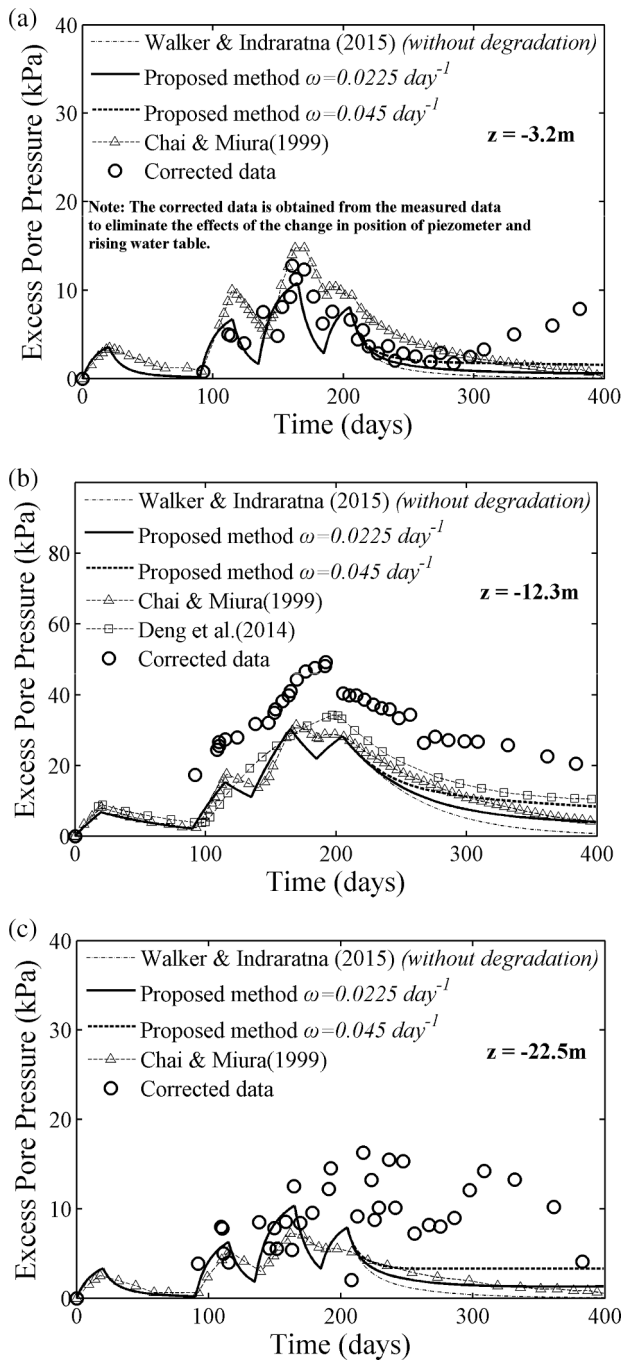 (a)
40
30
20
10
0
Excess Pore Pressure (kPa)
Walker & Indraratna (2015) (without degradation)
Proposed method ω=0.0225 day-1
Proposed method ω=0.045 day-1
Chai & Miura(1999)
Corrected data
z = -3.2m
Note: The corrected data is obtained from the measured data
to eliminate the effects of the change in position of piezometer and
rising water table.
0 100 200 300 400
Time (days)
(b)
80
60
40
20
0
Excess Pore Pressure (kPa)
Walker & Indraratna (2015) (without degradation)
Proposed method ω=0.0225 day-1
Proposed method ω=0.045 day-1
Chai & Miura(1999)
Deng et al.(2014)
Corrected data
z = -12.3m
0 100 200 300 400
Time (days)
(c)
40
30
20
10
0
Excess Pore Pressure (kPa)
Walker & Indraratna (2015) (without degradation)
Proposed method ω=0.0225 day-1
Proposed method ω=0.045 day-1
Chai & Miura(1999)
Corrected data
z = -22.5m
0 100 200 300 400
Time (days)